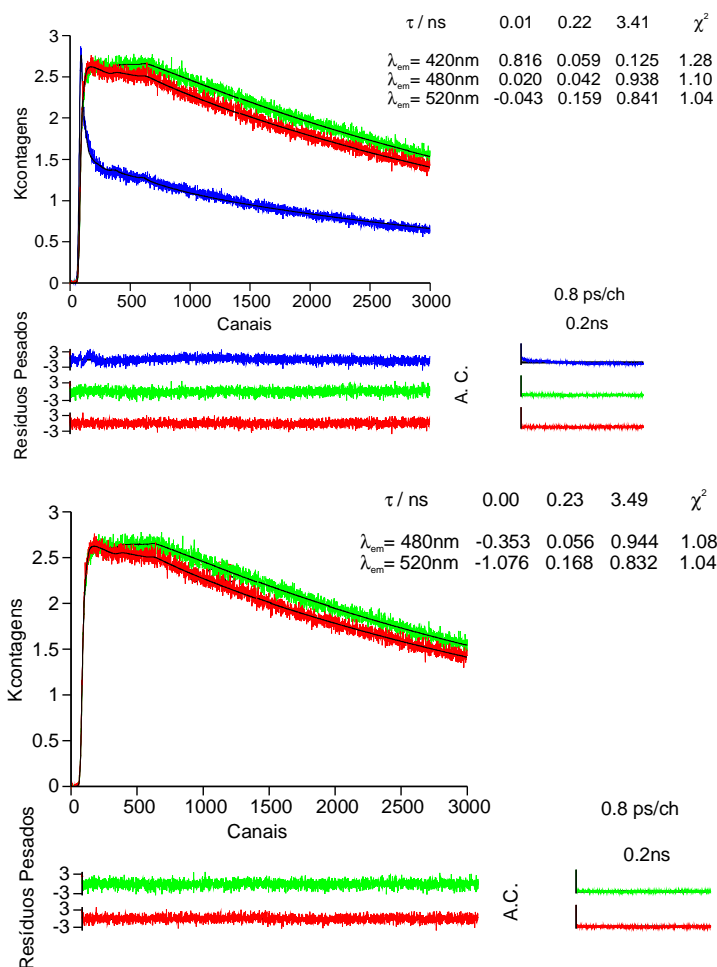 τ / ns 0.01 0.22 3.41 χ²
λem= 420nm 0.816 0.059 0.125 1.28
λem= 480nm 0.020 0.042 0.938 1.10
λem= 520nm -0.043 0.159 0.841 1.04
3
2.5
2
1.5
1
0.5
0
Kcontagens
0 500 1000 1500 2000 2500 3000
Canais
0.8 ps/ch
0.2ns
Resíduos Pesados
3
-3
3
-3
3
-3
A. C.
τ / ns 0.00 0.23 3.49 χ²
λem= 480nm -0.353 0.056 0.944 1.08
λem= 520nm -1.076 0.168 0.832 1.04
3
2.5
2
1.5
1
0.5
0
Kcontagens
0 500 1000 1500 2000 2500 3000
Canais
0.8 ps/ch
0.2ns
Resíduos Pesados
3
-3
3
-3
A.C.